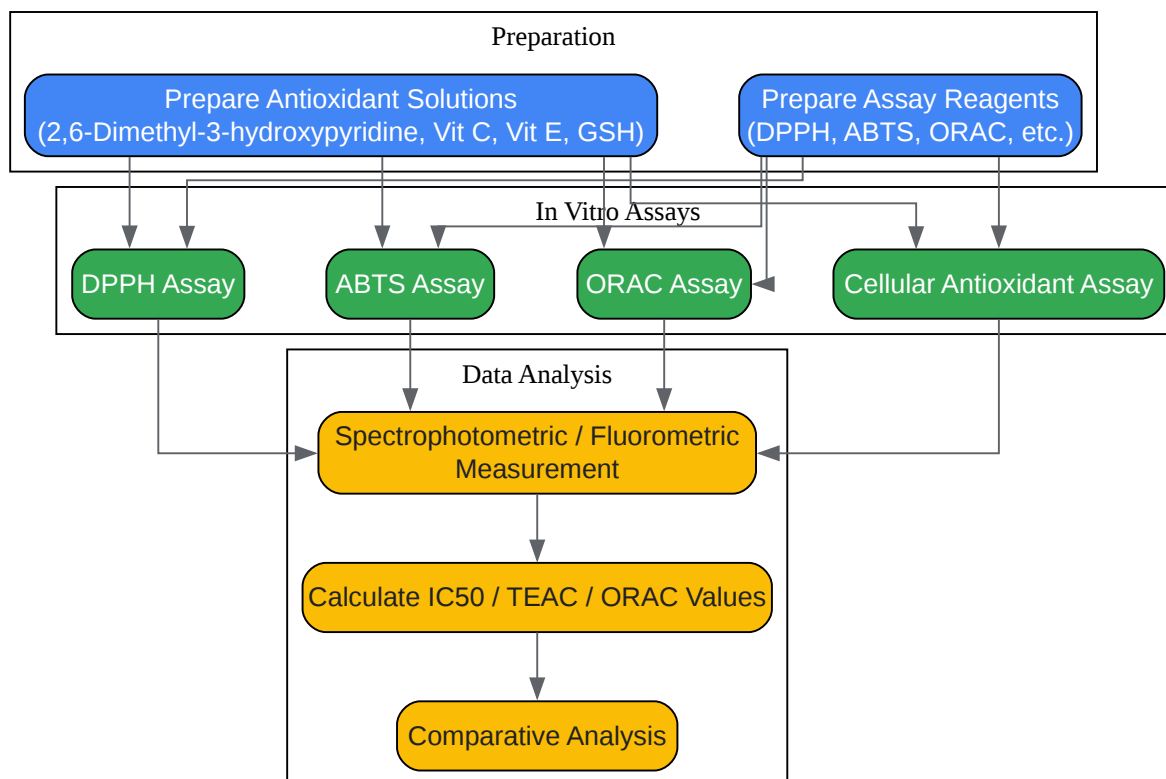 Preparation
Prepare Antioxidant Solutions
(2,6-Dimethyl-3-hydroxypyridine, Vit C, Vit E, GSH)
Prepare Assay Reagents
(DPPH, ABTS, ORAC, etc.)
In Vitro Assays
DPPH Assay
ABTS Assay
ORAC Assay
Cellular Antioxidant Assay
Data Analysis
Spectrophotometric / Fluorometric
Measurement
Calculate IC50 / TEAC / ORAC Values
Comparative Analysis